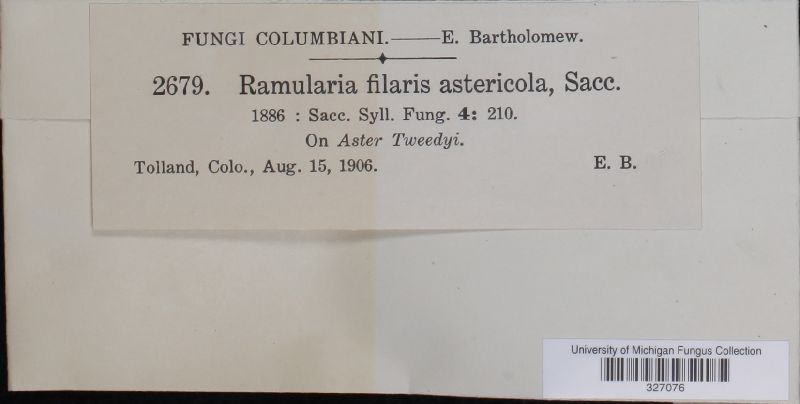 FUNGI COLUMBIANI.——E. Bartholomew.
2679. Ramularia filaris astericola, Sacc.
1886 : Sacc. Syll. Fung. 4: 210.
On Aster Tweedyi.
Tolland, Colo., Aug. 15, 1906. E. B.
University of Michigan Fungus Collection
327076